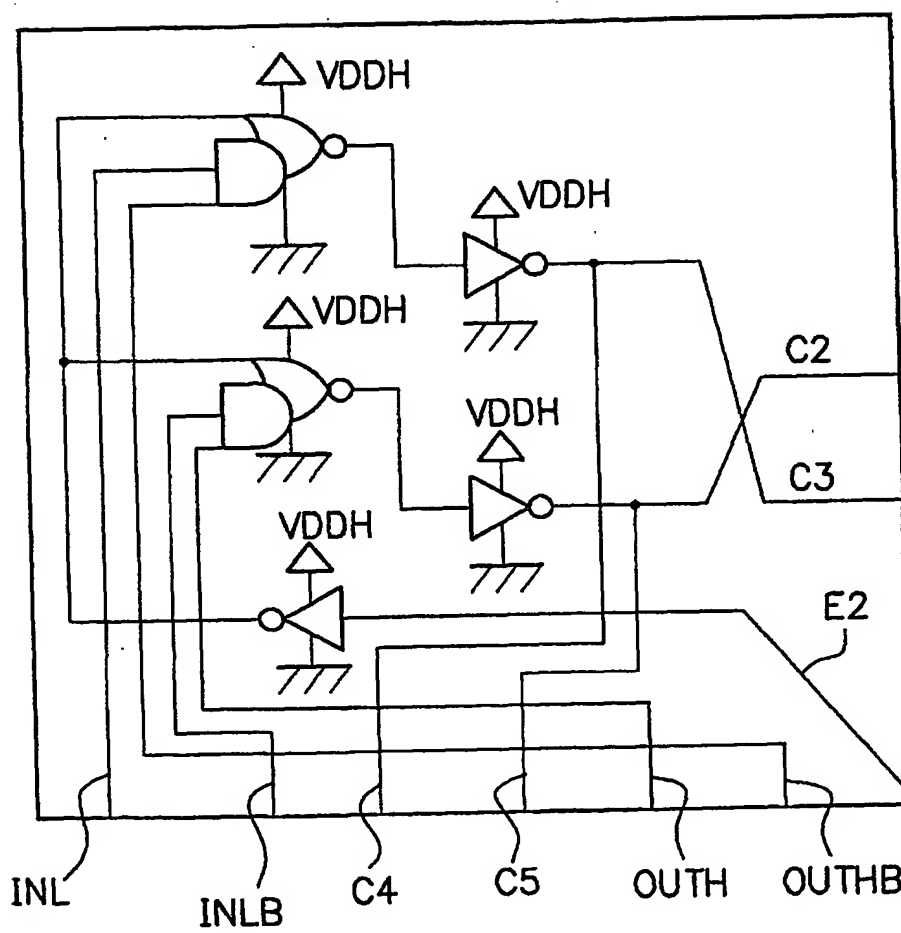 VDDH
VDDH
VDDH
C2
VDDH
C3
VDDH
E2
INL
INLB
C4
C5
OUTH
OUTHB